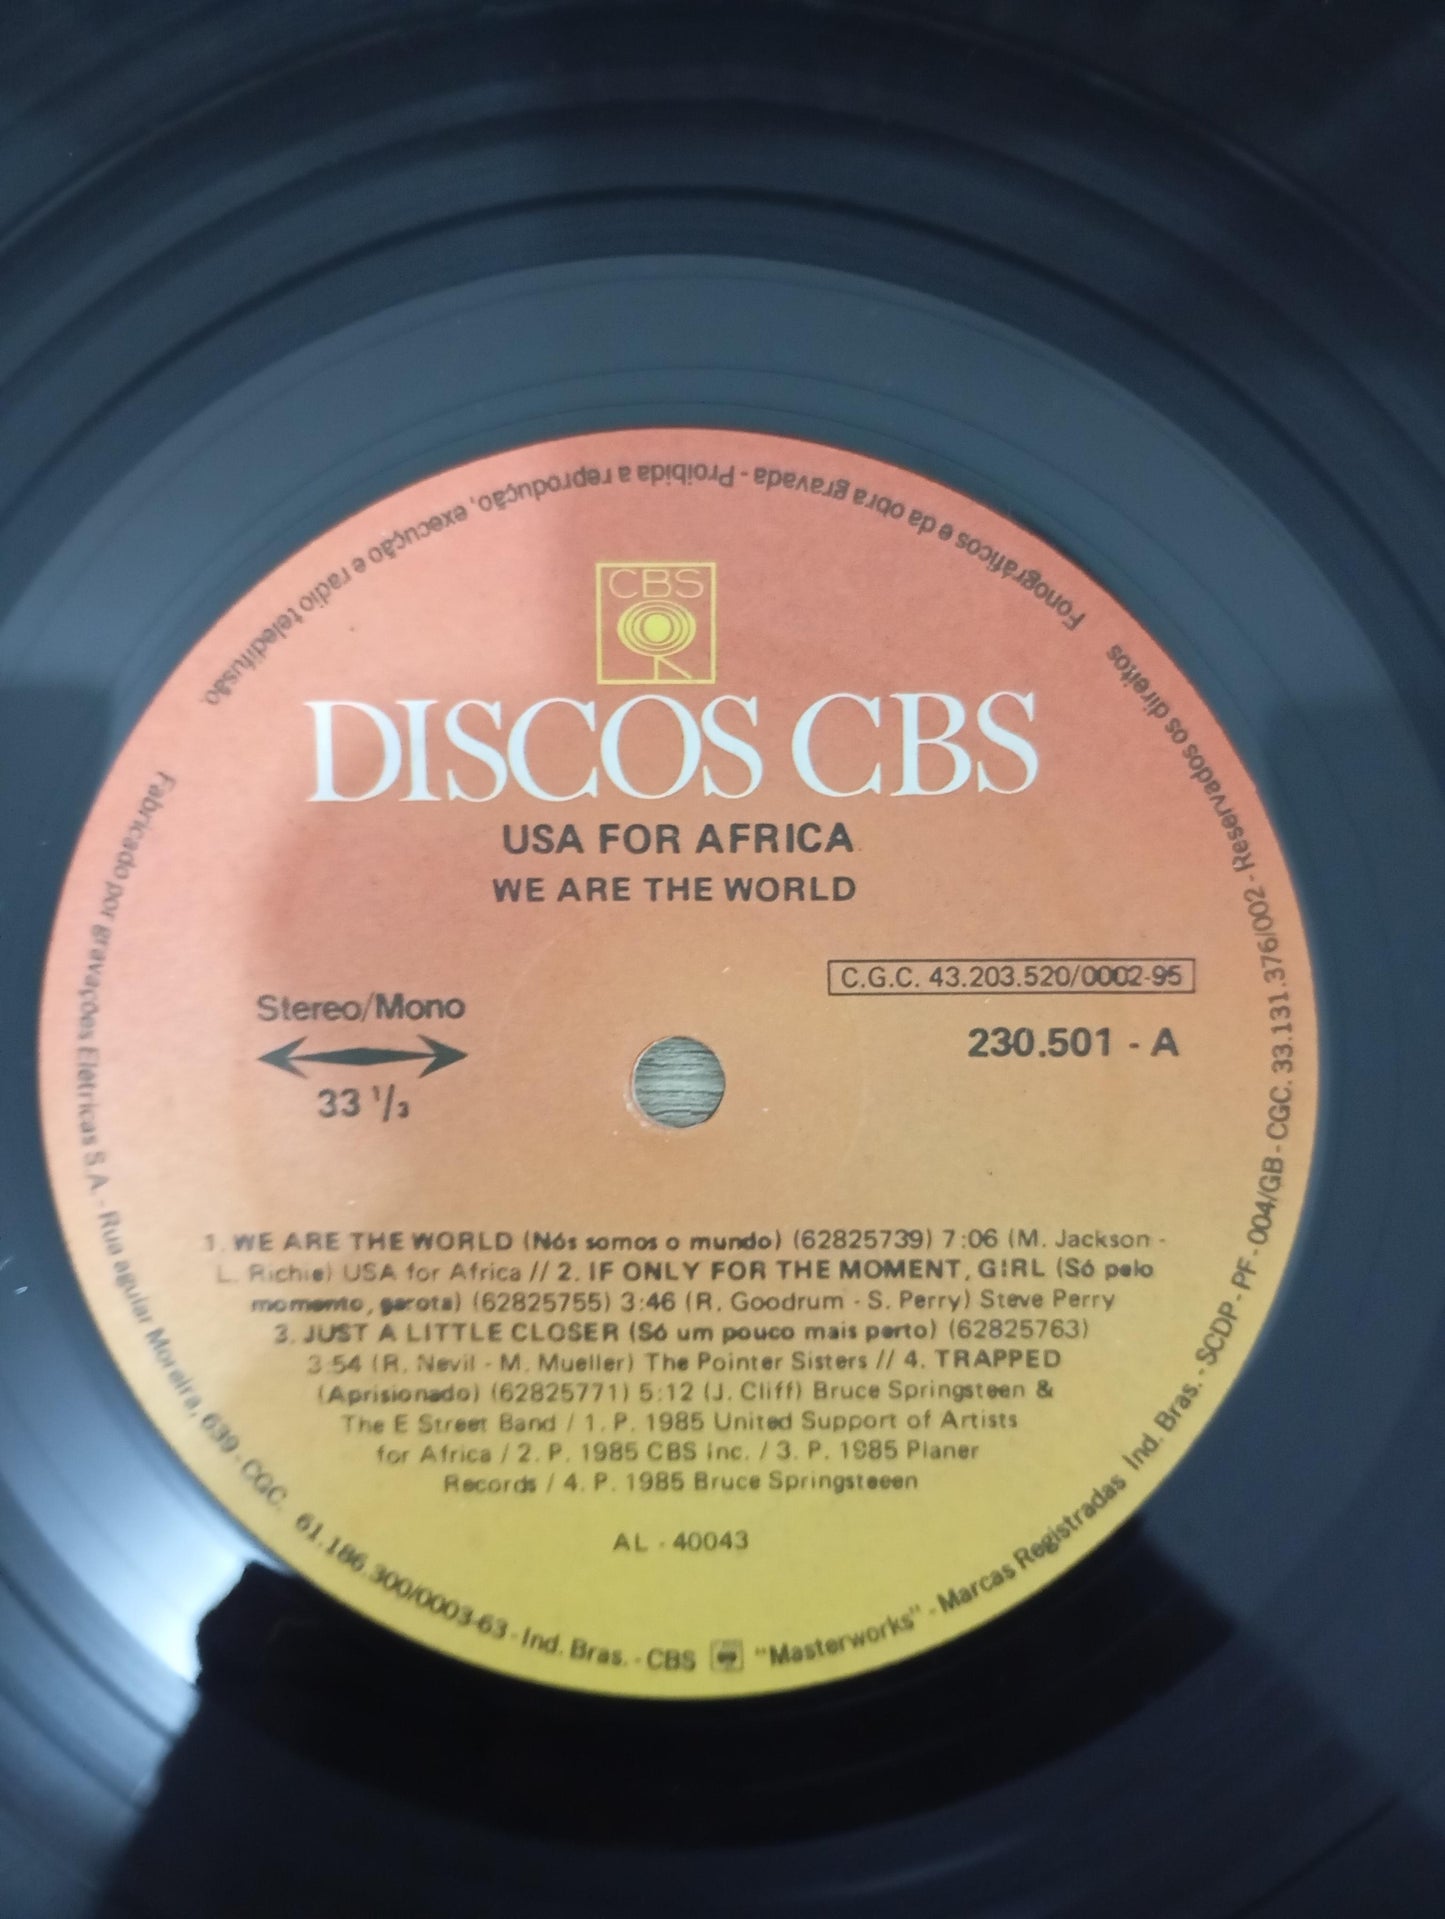 CBS
DISCOS CBS
USA FOR AFRICA
WE ARE THE WORLD
C.G.C. 43.203.520/0002-95
Stereo/Mono
230.501 - A
33 1/3
1. WE ARE THE WORLD (Nós somos o mundo) (62825739) 7:06 (M. Jackson -
L. Richie) USA for Africa // 2. IF ONLY FOR THE MOMENT, GIRL (Só pelo
momento, garota) (62825755) 3:46 (R. Goodrum - S. Perry) Steve Perry
3. JUST A LITTLE CLOSER (Só um pouco mais perto) (62825763)
3:54 (R. Nevil - M. Mueller) The Pointer Sisters // 4. TRAPPED
(Aprisionado) (62825771) 5:12 (J. Cliff) Bruce Springsteen &
The E Street Band / 1. P. 1985 United Support of Artists
for Africa / 2. P. 1985 CBS Inc. / 3. P. 1985 Planer
Records / 4. P. 1985 Bruce Springsteeen
AL - 40043
Fabricado por gravações Elétricas S.A. - Rua aguiar Moreira, 639 - CGC. 61.186.300/0003-63 - Ind. Bras. - CBS "Masterworks" - Marcas Registradas Ind. Bras. - SCDP - PF - 004/GB - CGC. 33.131.376/002 - Reservados os direitos Fonográficos e da obra gravada - Proibida a reprodução, execução e rádio teledifusão.